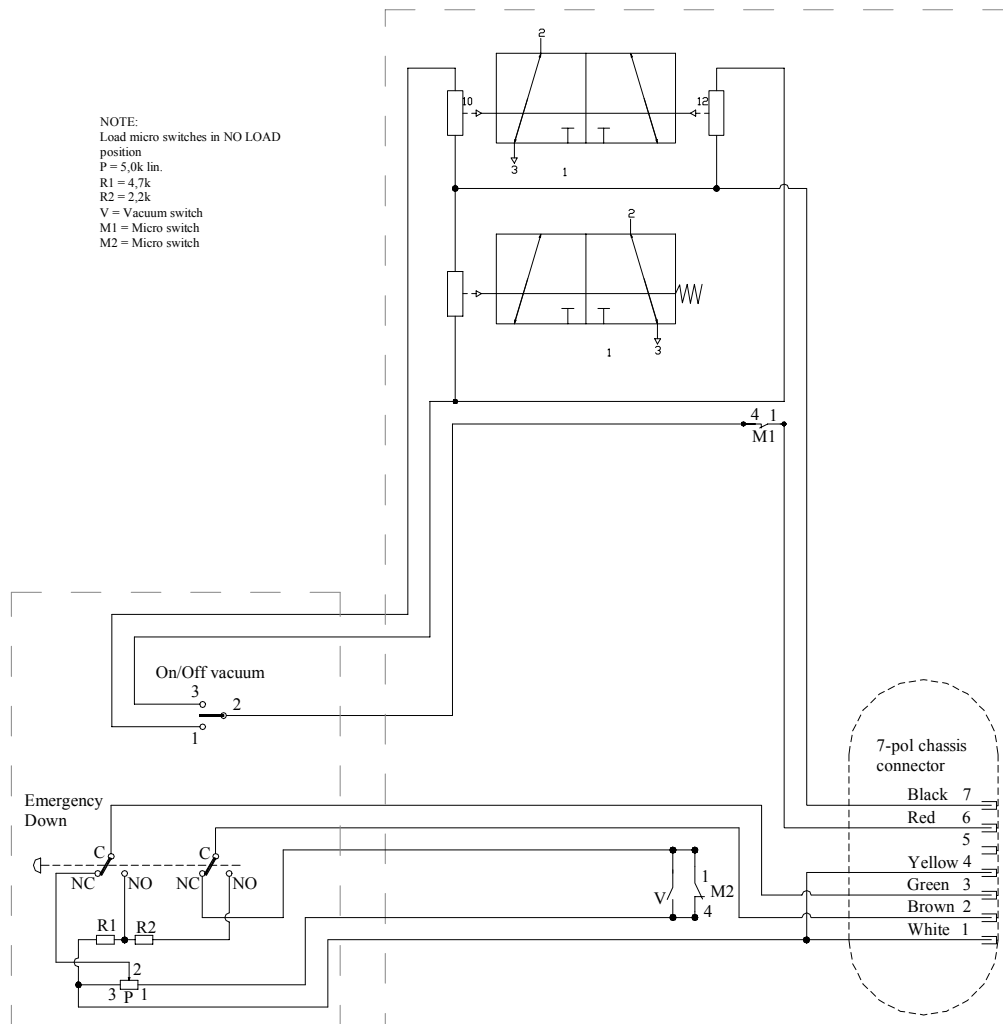 2
10
12
3
1
NOTE:
Load micro switches in NO LOAD
position
P = 5,0k lin.
R1 = 4,7k
R2 = 2,2k
V = Vacuum switch
M1 = Micro switch
M2 = Micro switch
2
1
3
4 1
M1
On/Off vacuum
3
2
1
7-pol chassis
connector
Black 7
Red 6
5
Yellow 4
Green 3
Brown 2
White 1
Emergency
Down
C
C
NC
NO
NC
NO
1
V
M2
4
R1
R2
2
3
P
1